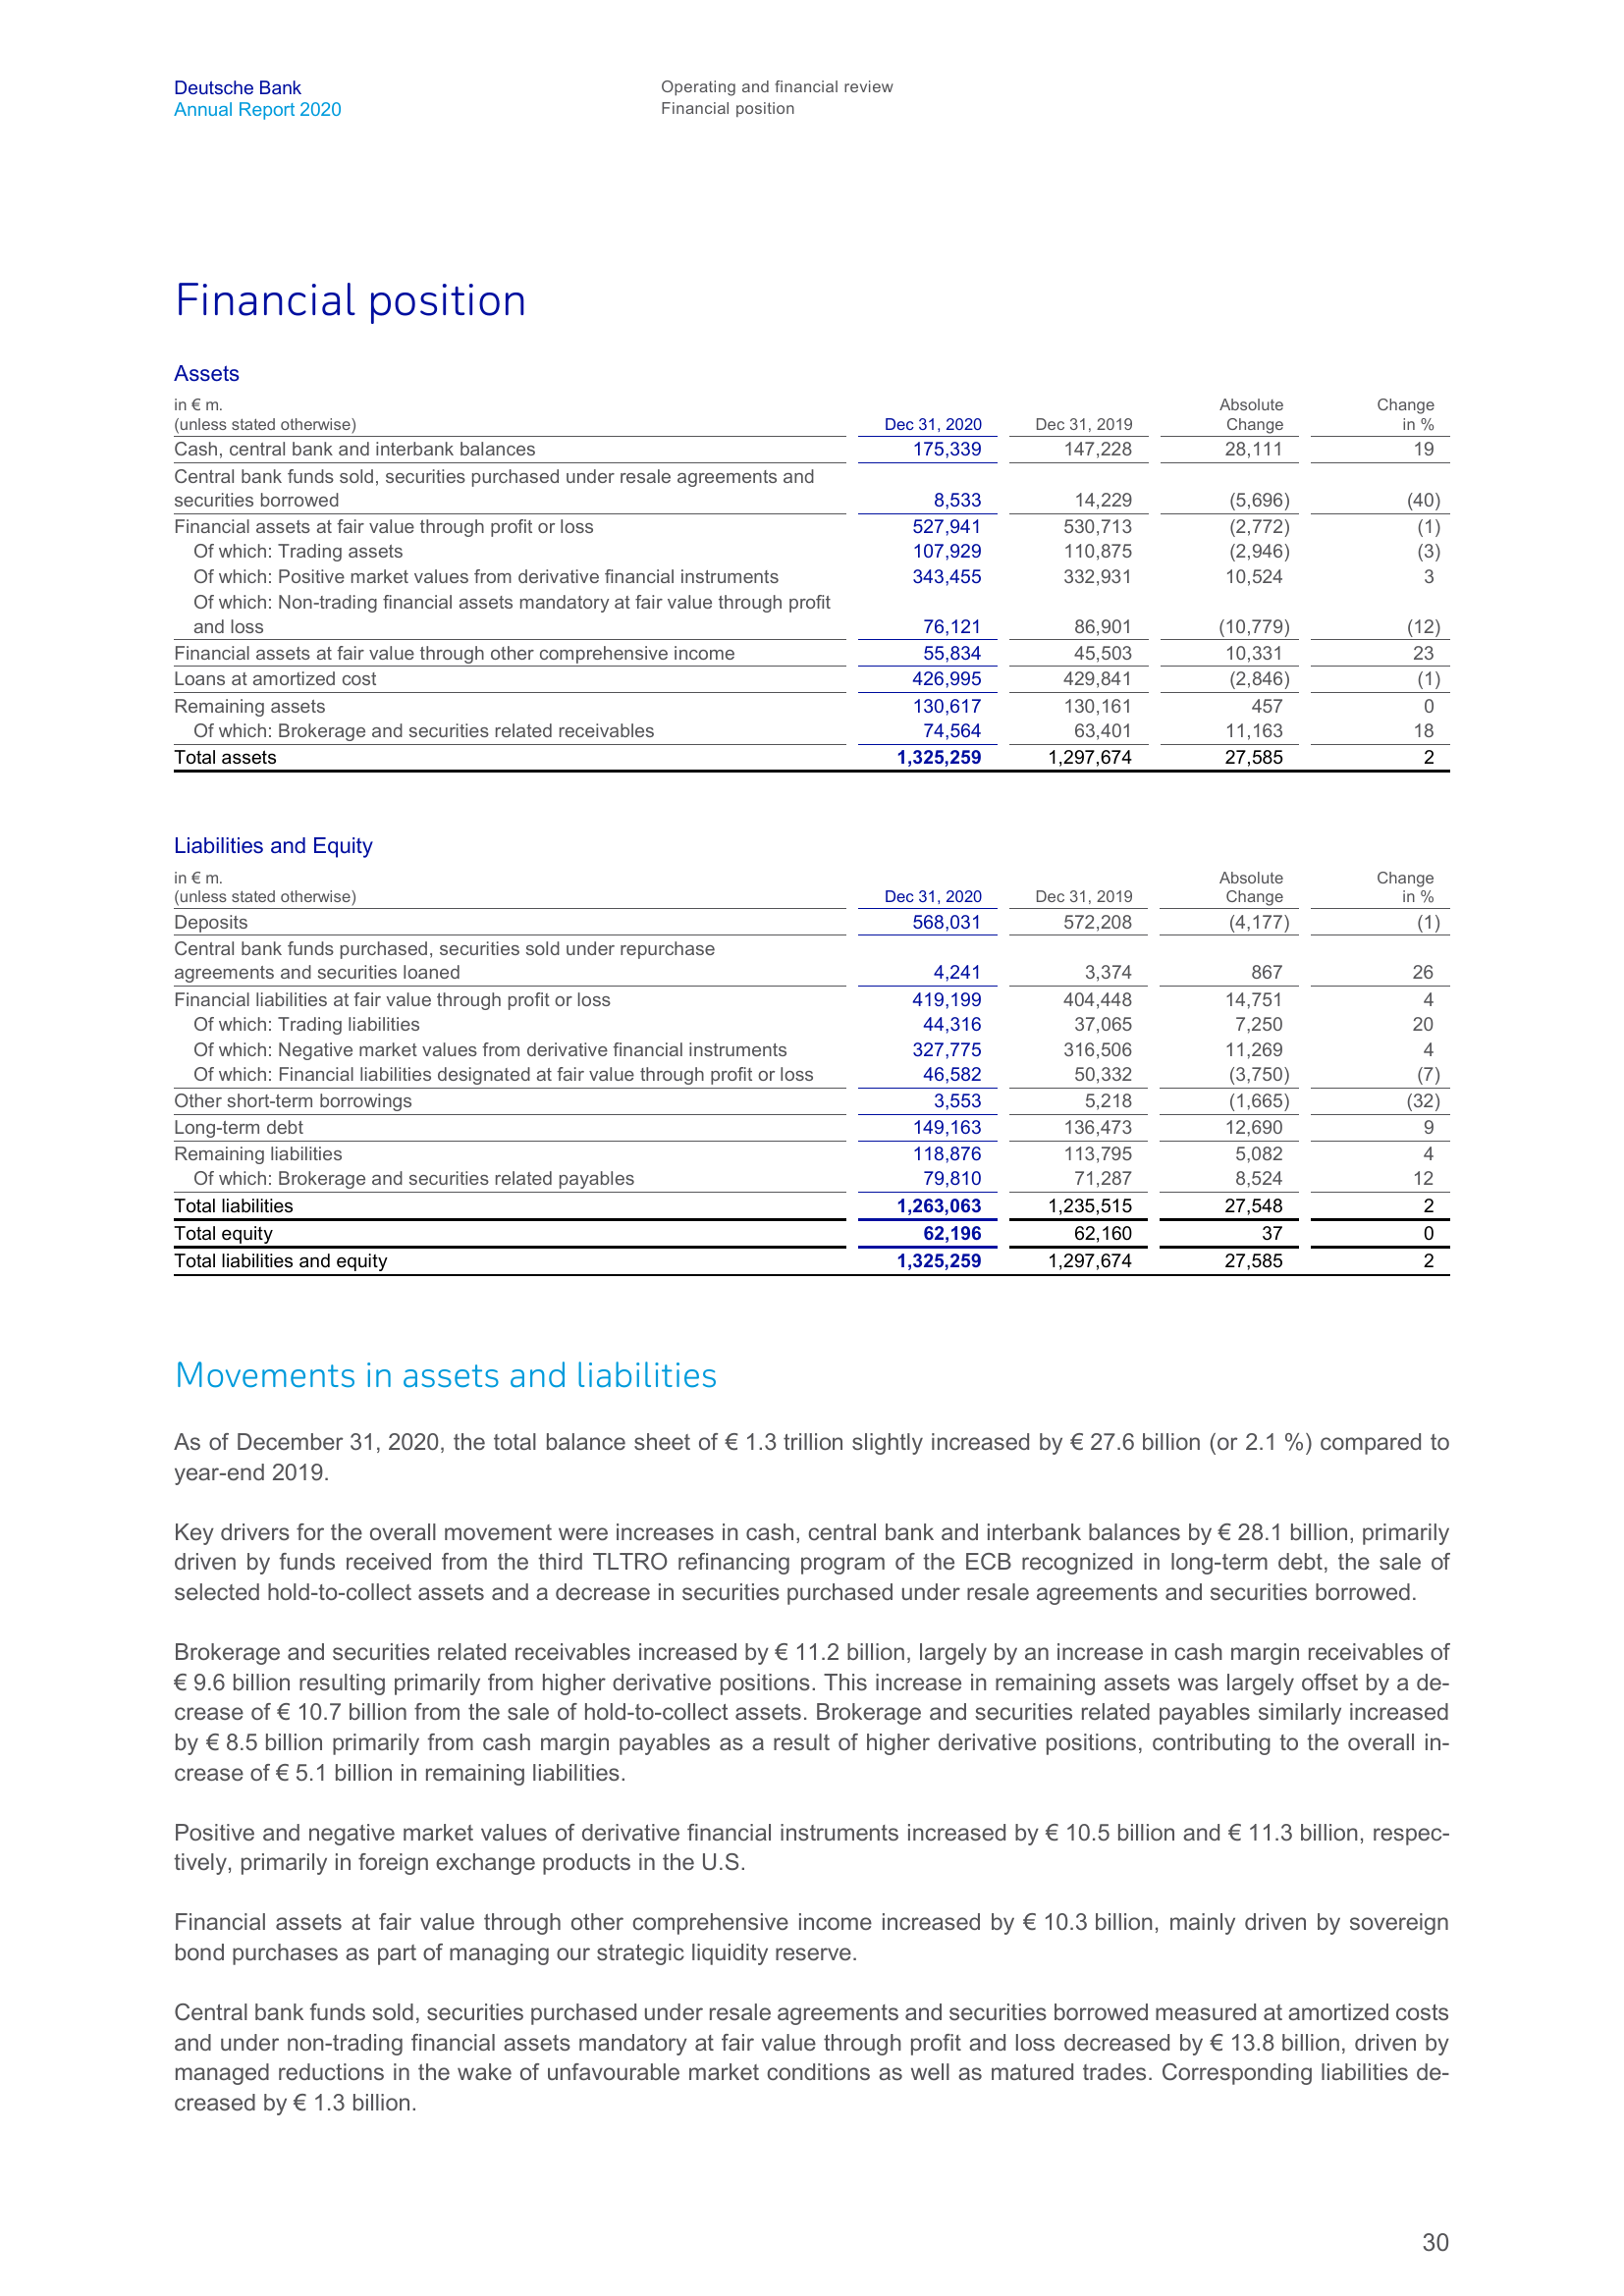 Deutsche Bank
Annual Report 2020
Operating and financial review
Financial position
Financial position
Assets
in € m.
(unless stated otherwise) Dec 31, 2020 Dec 31, 2019 Absolute Change Change in %
Cash, central bank and interbank balances 175,339 147,228 28,111 19
Central bank funds sold, securities purchased under resale agreements and
securities borrowed 8,533 14,229 (5,696) (40)
Financial assets at fair value through profit or loss 527,941 530,713 (2,772) (1)
Of which: Trading assets 107,929 110,875 (2,946) (3)
Of which: Positive market values from derivative financial instruments 343,455 332,931 10,524 3
Of which: Non-trading financial assets mandatory at fair value through profit
and loss 76,121 86,901 (10,779) (12)
Financial assets at fair value through other comprehensive income 55,834 45,503 10,331 23
Loans at amortized cost 426,995 429,841 (2,846) (1)
Remaining assets 130,617 130,161 457 0
Of which: Brokerage and securities related receivables 74,564 63,401 11,163 18
Total assets 1,325,259 1,297,674 27,585 2
Liabilities and Equity
in € m.
(unless stated otherwise) Dec 31, 2020 Dec 31, 2019 Absolute Change Change in %
Deposits 568,031 572,208 (4,177) (1)
Central bank funds purchased, securities sold under repurchase
agreements and securities loaned 4,241 3,374 867 26
Financial liabilities at fair value through profit or loss 419,199 404,448 14,751 4
Of which: Trading liabilities 44,316 37,065 7,250 20
Of which: Negative market values from derivative financial instruments 327,775 316,506 11,269 4
Of which: Financial liabilities designated at fair value through profit or loss 46,582 50,332 (3,750) (7)
Other short-term borrowings 3,553 5,218 (1,665) (32)
Long-term debt 149,163 136,473 12,690 9
Remaining liabilities 118,876 113,795 5,082 4
Of which: Brokerage and securities related payables 79,810 71,287 8,524 12
Total liabilities 1,263,063 1,235,515 27,548 2
Total equity 62,196 62,160 37 0
Total liabilities and equity 1,325,259 1,297,674 27,585 2
Movements in assets and liabilities
As of December 31, 2020, the total balance sheet of € 1.3 trillion slightly increased by € 27.6 billion (or 2.1 %) compared to
year-end 2019.
Key drivers for the overall movement were increases in cash, central bank and interbank balances by € 28.1 billion, primarily
driven by funds received from the third TLTRO refinancing program of the ECB recognized in long-term debt, the sale of
selected hold-to-collect assets and a decrease in securities purchased under resale agreements and securities borrowed.
Brokerage and securities related receivables increased by € 11.2 billion, largely by an increase in cash margin receivables of
€ 9.6 billion resulting primarily from higher derivative positions. This increase in remaining assets was largely offset by a de-
crease of € 10.7 billion from the sale of hold-to-collect assets. Brokerage and securities related payables similarly increased
by € 8.5 billion primarily from cash margin payables as a result of higher derivative positions, contributing to the overall in-
crease of € 5.1 billion in remaining liabilities.
Positive and negative market values of derivative financial instruments increased by € 10.5 billion and € 11.3 billion, respec-
tively, primarily in foreign exchange products in the U.S.
Financial assets at fair value through other comprehensive income increased by € 10.3 billion, mainly driven by sovereign
bond purchases as part of managing our strategic liquidity reserve.
Central bank funds sold, securities purchased under resale agreements and securities borrowed measured at amortized costs
and under non-trading financial assets mandatory at fair value through profit and loss decreased by € 13.8 billion, driven by
managed reductions in the wake of unfavourable market conditions as well as matured trades. Corresponding liabilities de-
creased by € 1.3 billion.
30